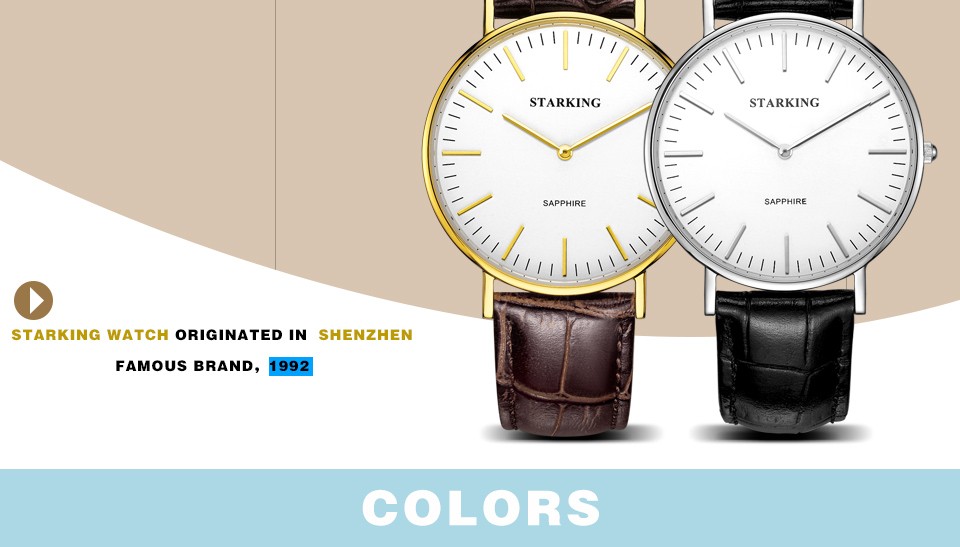 STARKING
SAPPHIRE
STARKING
SAPPHIRE
STARKING WATCH ORIGINATED IN SHENZHEN
FAMOUS BRAND, 1992
COLORS